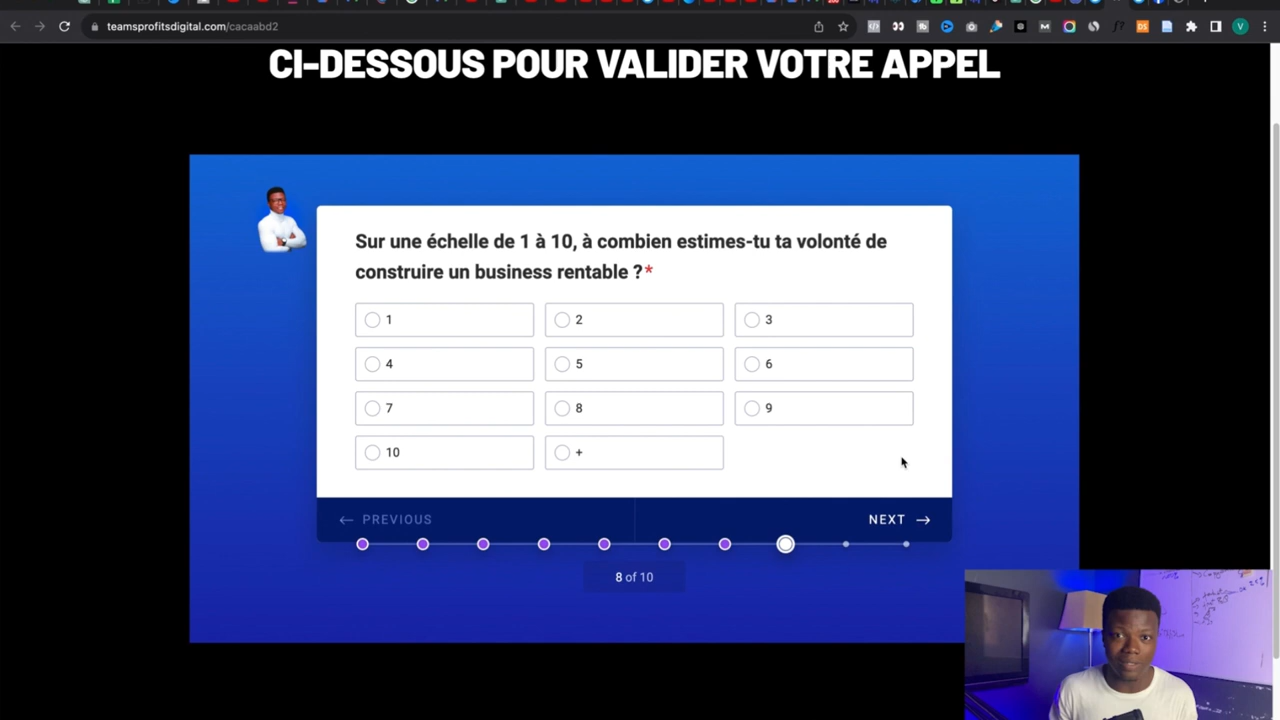 teamsprofitsdigital.com/cacaabd2
CI-DESSOUS POUR VALIDER VOTRE APPEL
Sur une échelle de 1 à 10, à combien estimes-tu ta volonté de
construire un business rentable ?*
1
2
3
4
5
6
7
8
9
10
+
← PREVIOUS
NEXT →
8 of 10